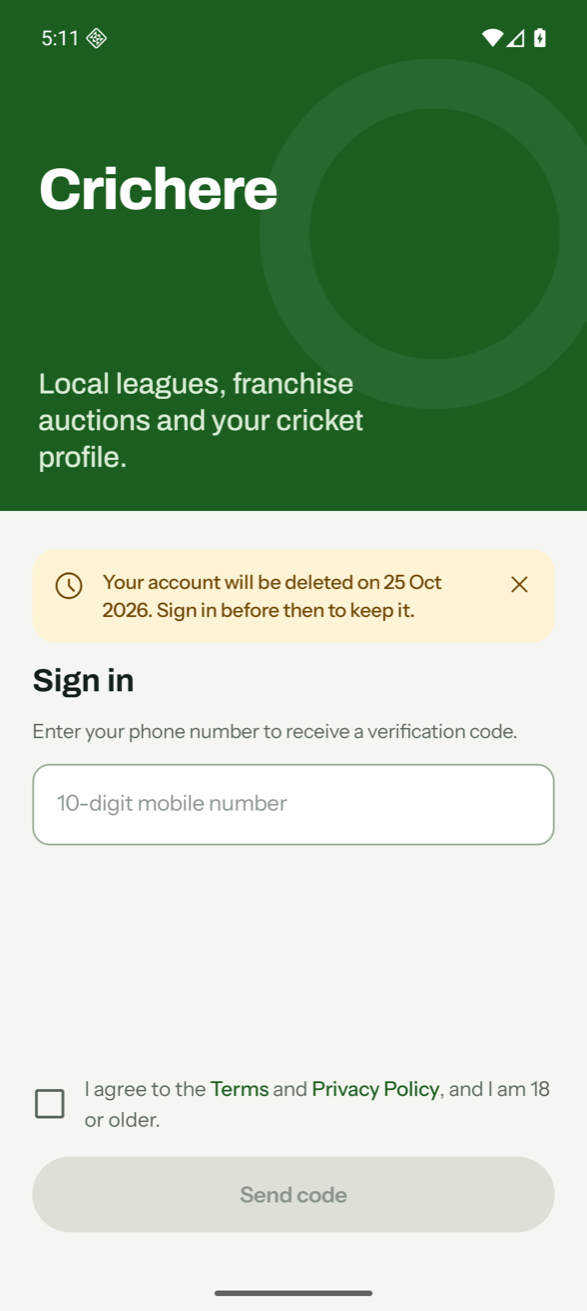 5:11
Crichere
Local leagues, franchise
auctions and your cricket
profile.
Your account will be deleted on 25 Oct
2026. Sign in before then to keep it.
Sign in
Enter your phone number to receive a verification code.
10-digit mobile number
I agree to the Terms and Privacy Policy, and I am 18
or older.
Send code